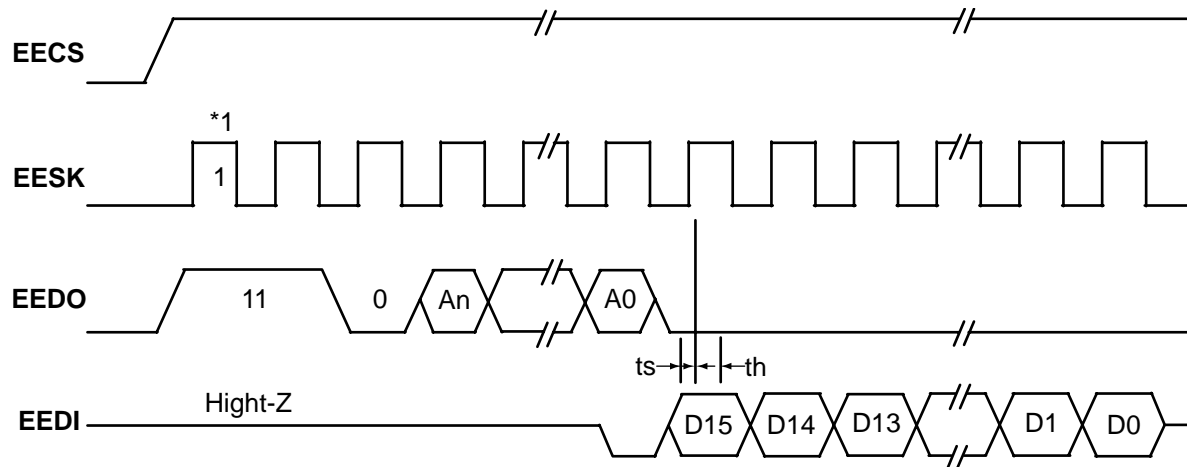 EECS
*1
EESK 1
EEDO 11 0 An A0
ts th
Hight-Z
EEDI D15 D14 D13 D1 D0